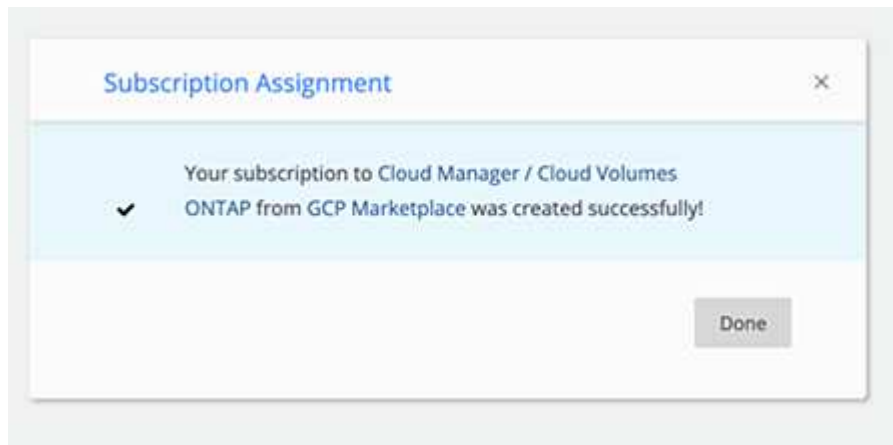 Subscription Assignment
Your subscription to Cloud Manager / Cloud Volumes
ONTAP from GCP Marketplace was created successfully!
Done